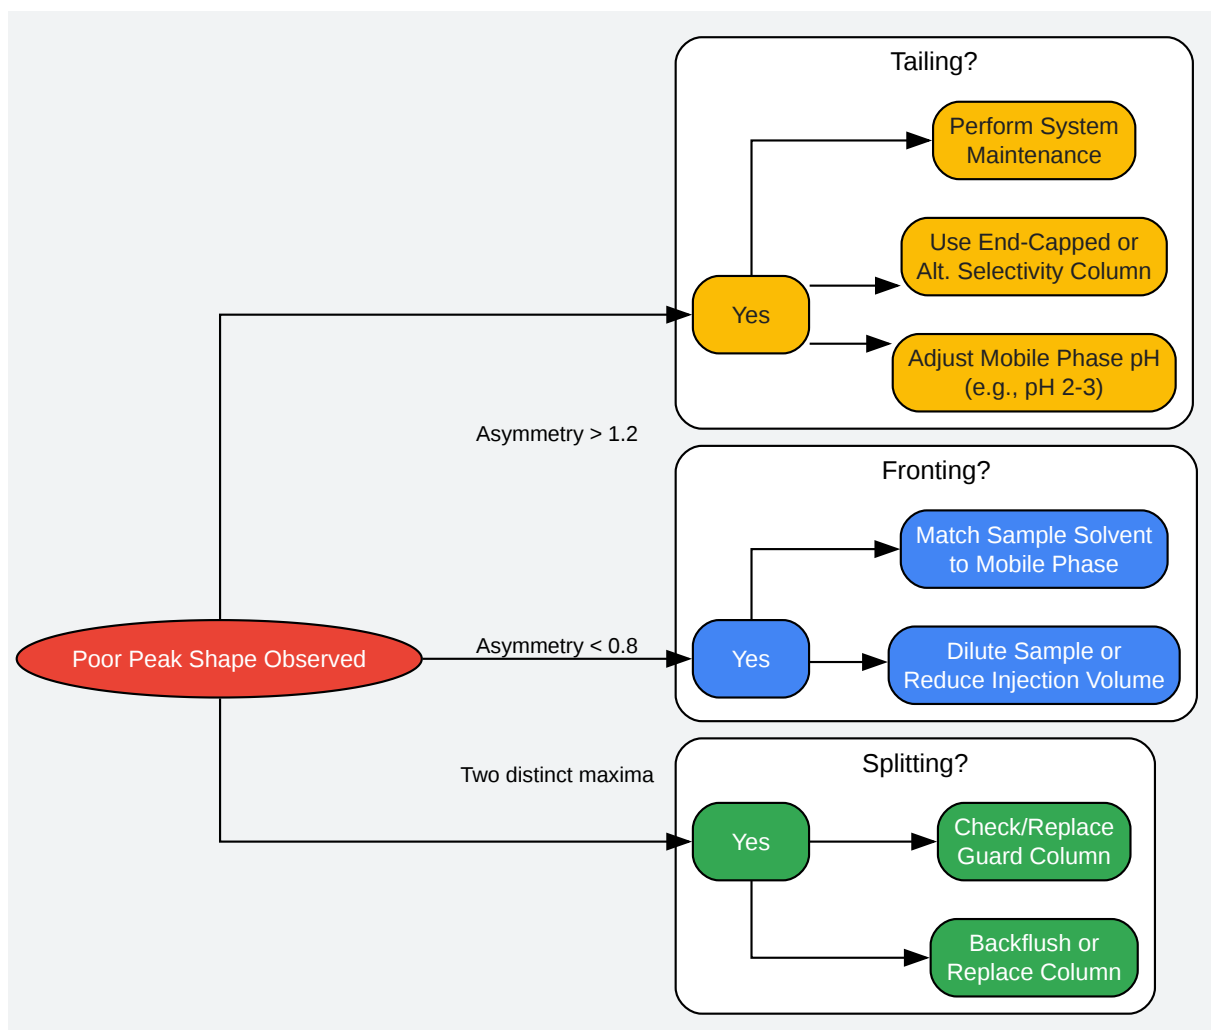 Tailing?
Perform System
Maintenance
Use End-Capped or
Alt. Selectivity Column
Yes
Adjust Mobile Phase pH
(e.g., pH 2-3)
Asymmetry > 1.2
Fronting?
Match Sample Solvent
to Mobile Phase
Poor Peak Shape Observed
Asymmetry < 0.8
Yes
Dilute Sample or
Reduce Injection Volume
Splitting?
Two distinct maxima
Yes
Check/Replace
Guard Column
Backflush or
Replace Column